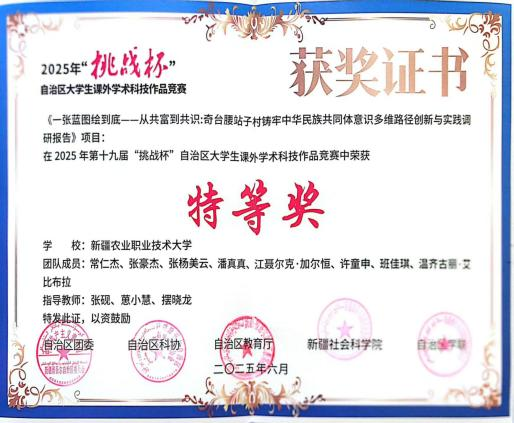 2025年“挑战杯”
自治区大学生课外学术科技作品竞赛
获奖证书
《一张蓝图绘到底——从共富到共识:奇台腰站子村铸牢中华民族共同体意识多维路径创新与实践调
研报告》项目:
在2025年第十九届“挑战杯”自治区大学生课外学术科技作品竞赛中荣获
特等奖
学 校:新疆农业职业技术大学
团队成员:常仁杰、张豪杰、张杨美云、潘真真、江聂尔克·加尔恒、许童申、班佳琪、温齐古丽·艾
比布拉
指导教师:张砚、蒽小慧、摆晓龙
特发此证,以资鼓励
自治区团委 自治区科协 自治区教育厅 新疆社会科学院 自治区学联
二〇二五年六月